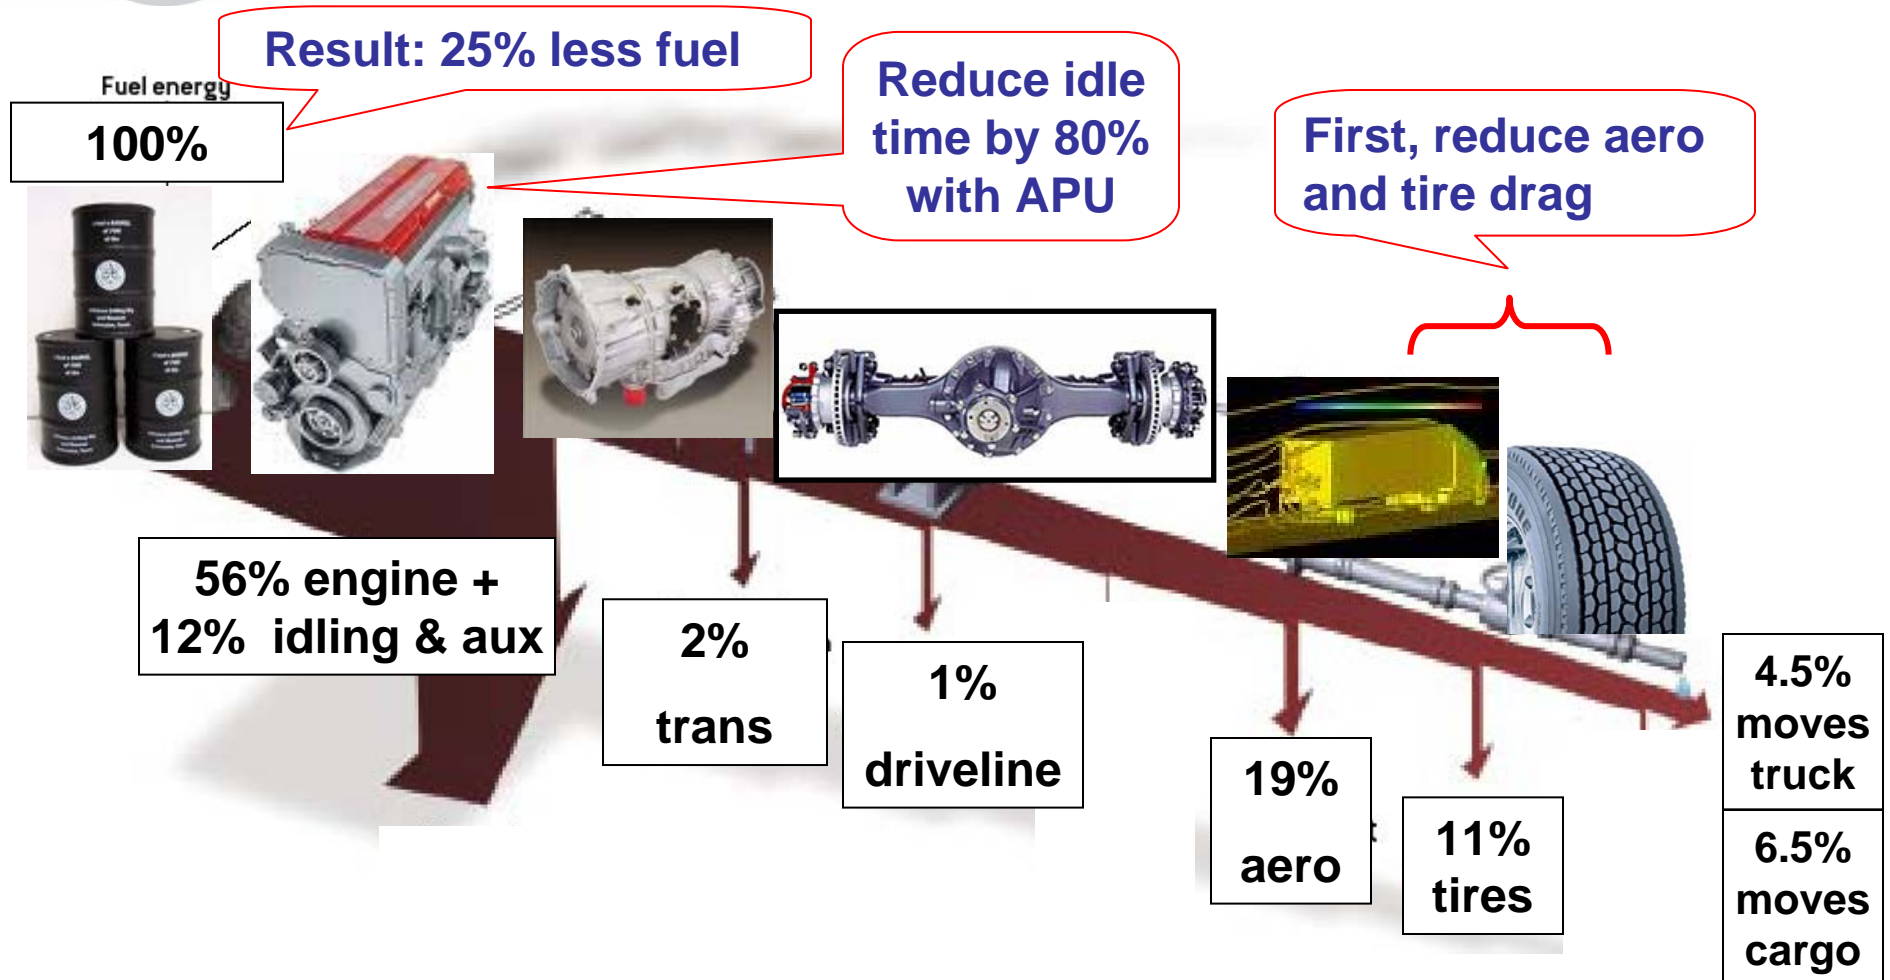 Result: 25% less fuel
Fuel energy
100%
Reduce idle
time by 80%
with APU
First, reduce aero
and tire drag
56% engine +
12% idling & aux
2%
trans
1%
driveline
19%
aero
11%
tires
4.5%
moves
truck
6.5%
moves
cargo